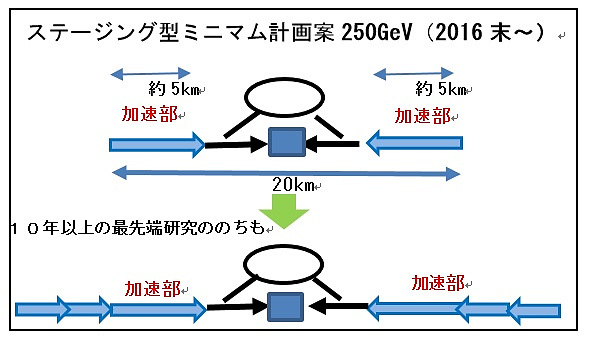 ステージング型ミニマム計画案 250GeV（2016 末～）
約 5km 約 5km
加速部 加速部
20km
１０年以上の最先端研究ののちも
加速部 加速部